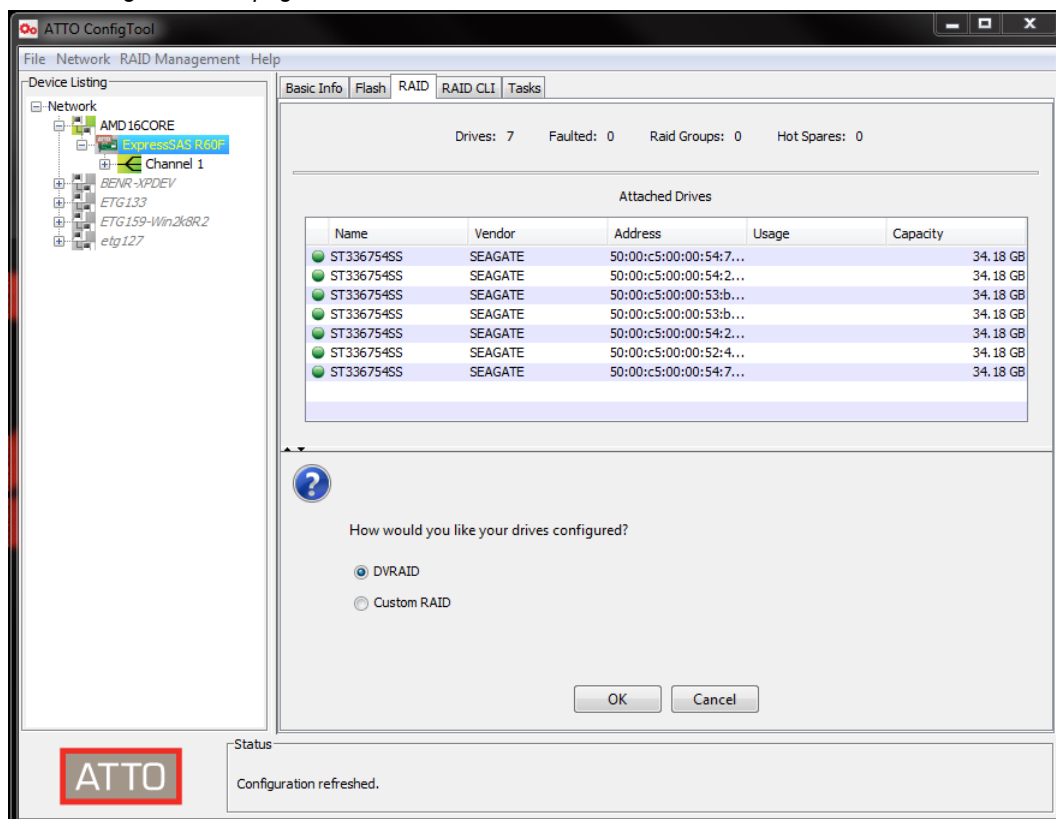 ATTO ConfigTool
File Network RAID Management Help
Device Listing
Network
AMD16CORE
ExpressSAS R60F
Channel 1
BENR-XPDEV
ETG133
ETG159-Win2k8R2
etg127
Basic Info Flash RAID RAID CLI Tasks
Drives: 7 Faulted: 0 Raid Groups: 0 Hot Spares: 0
Attached Drives
Name Vendor Address Usage Capacity
ST336754SS SEAGATE 50:00:c5:00:00:54:7... 34.18 GB
ST336754SS SEAGATE 50:00:c5:00:00:54:2... 34.18 GB
ST336754SS SEAGATE 50:00:c5:00:00:53:b... 34.18 GB
ST336754SS SEAGATE 50:00:c5:00:00:53:b... 34.18 GB
ST336754SS SEAGATE 50:00:c5:00:00:54:2... 34.18 GB
ST336754SS SEAGATE 50:00:c5:00:00:52:4... 34.18 GB
ST336754SS SEAGATE 50:00:c5:00:00:54:7... 34.18 GB
How would you like your drives configured?
DVRAID
Custom RAID
OK Cancel
ATTO
Status
Configuration refreshed.